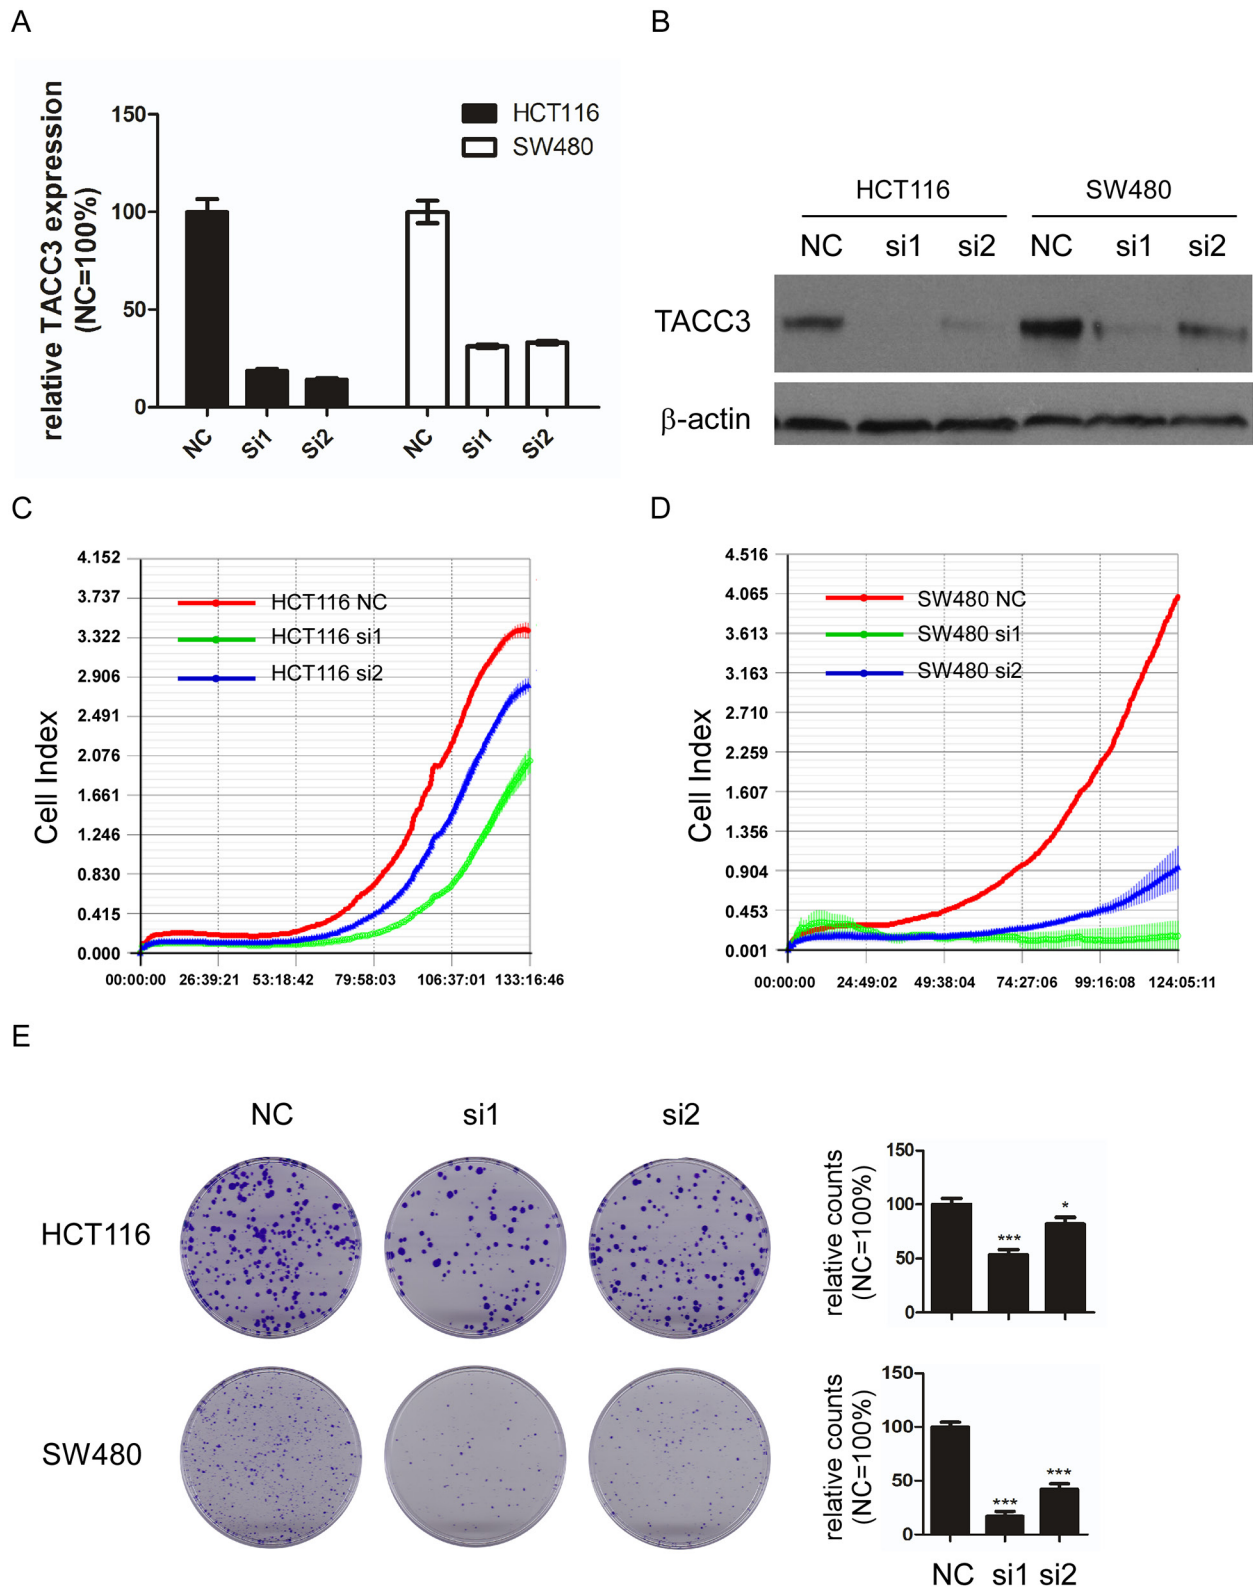 A
relative TACC3 expression
(NC=100%)
150
100
50
0
HCT116
SW480
NC
Si1
Si2
NC
Si1
Si2
B
HCT116
SW480
NC
si1
si2
NC
si1
si2
TACC3
β-actin
C
Cell Index
4.152
3.737
3.322
2.906
2.491
2.076
1.661
1.246
0.830
0.415
0.000
HCT116 NC
HCT116 si1
HCT116 si2
00:00:00
26:39:21
53:18:42
79:58:03
106:37:01
133:16:46
D
Cell Index
4.516
4.065
3.613
3.163
2.710
2.259
1.607
1.356
0.904
0.453
0.001
SW480 NC
SW480 si1
SW480 si2
00:00:00
24:49:02
49:38:04
74:27:06
99:16:08
124:05:11
E
NC
si1
si2
HCT116
SW480
relative counts
(NC=100%)
150
100
50
0
***
*
relative counts
(NC=100%)
150
100
50
0
***
***
NC
si1
si2